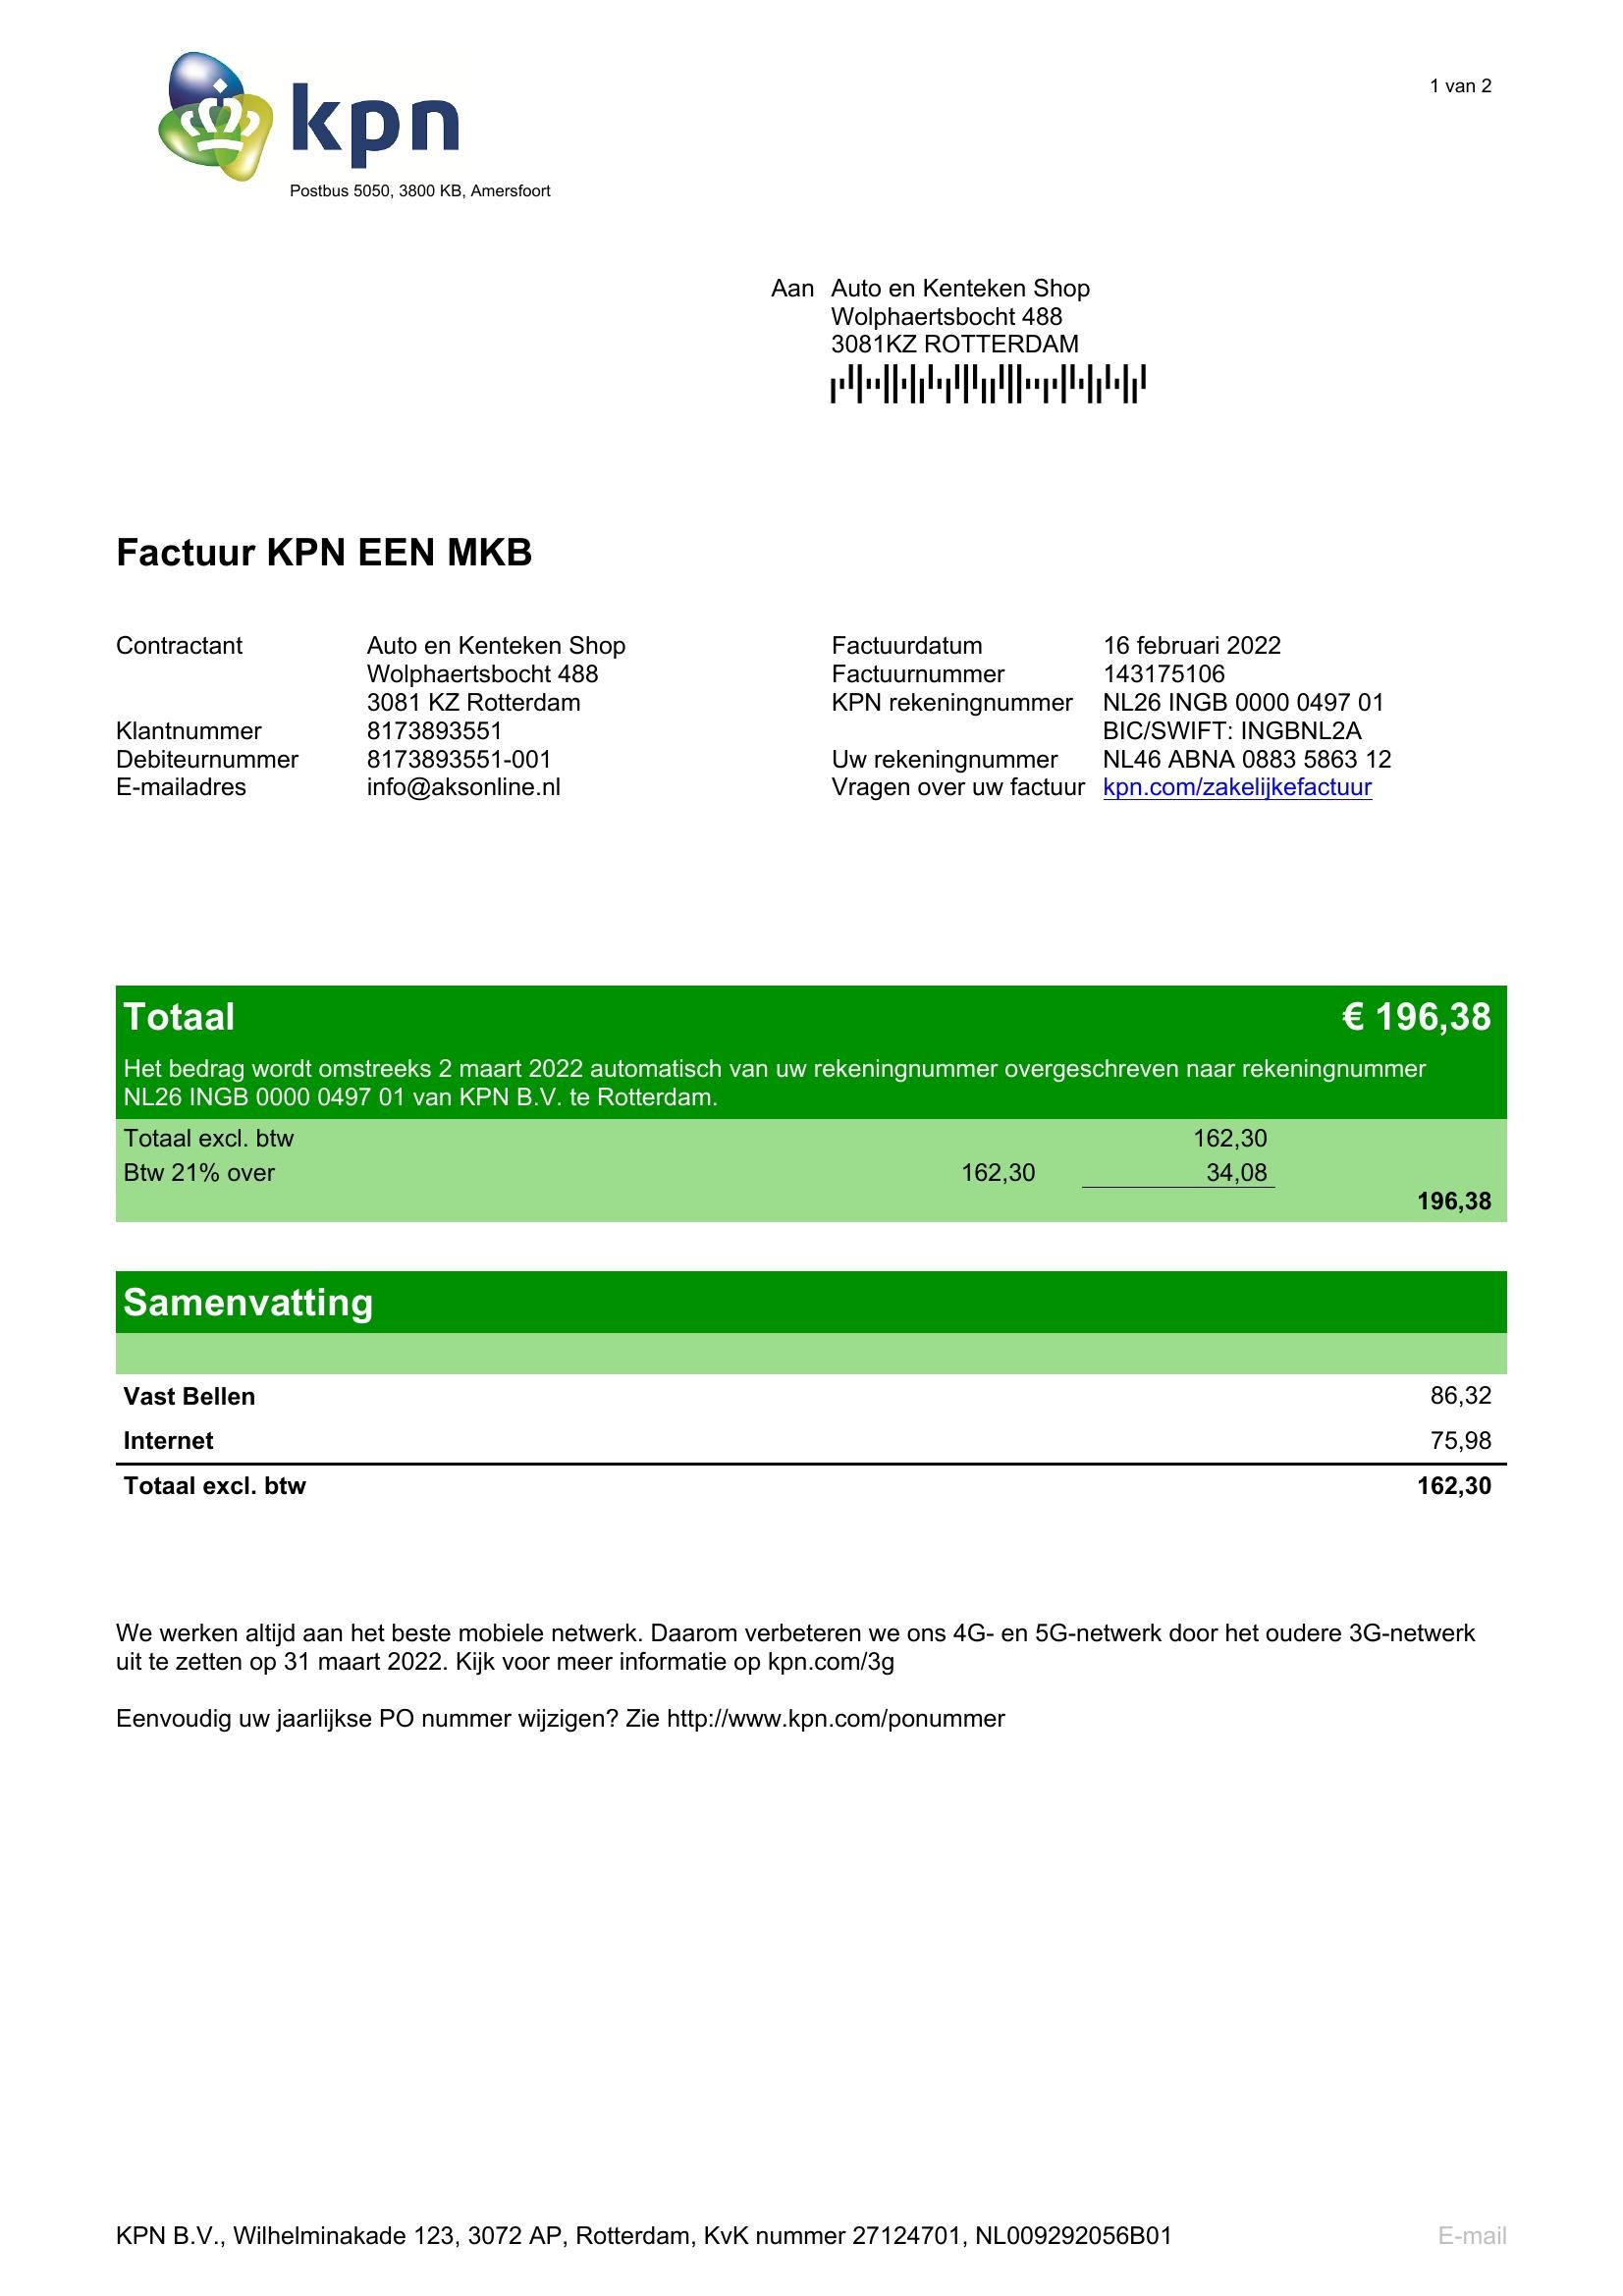 kpn
1 van 2
Postbus 5050, 3800 KB, Amersfoort
Aan Auto en Kenteken Shop
Wolphaertsbocht 488
3081KZ ROTTERDAM
Factuur KPN EEN MKB
Contractant Auto en Kenteken Shop
Wolphaertsbocht 488
3081 KZ Rotterdam
Klantnummer 8173893551
Debiteurnummer 8173893551-001
E-mailadres info@aksonline.nl
Factuurdatum 16 februari 2022
Factuurnummer 143175106
KPN rekeningnummer NL26 INGB 0000 0497 01
BIC/SWIFT: INGBNL2A
Uw rekeningnummer NL46 ABNA 0883 5863 12
Vragen over uw factuur kpn.com/zakelijkefactuur
Totaal € 196,38
Het bedrag wordt omstreeks 2 maart 2022 automatisch van uw rekeningnummer overgeschreven naar rekeningnummer
NL26 INGB 0000 0497 01 van KPN B.V. te Rotterdam.
Totaal excl. btw 162,30
Btw 21% over 162,30 34,08
196,38
Samenvatting
Vast Bellen 86,32
Internet 75,98
Totaal excl. btw 162,30
We werken altijd aan het beste mobiele netwerk. Daarom verbeteren we ons 4G- en 5G-netwerk door het oudere 3G-netwerk
uit te zetten op 31 maart 2022. Kijk voor meer informatie op kpn.com/3g
Eenvoudig uw jaarlijkse PO nummer wijzigen? Zie http://www.kpn.com/ponummer
KPN B.V., Wilhelminakade 123, 3072 AP, Rotterdam, KvK nummer 27124701, NL009292056B01 E-mail